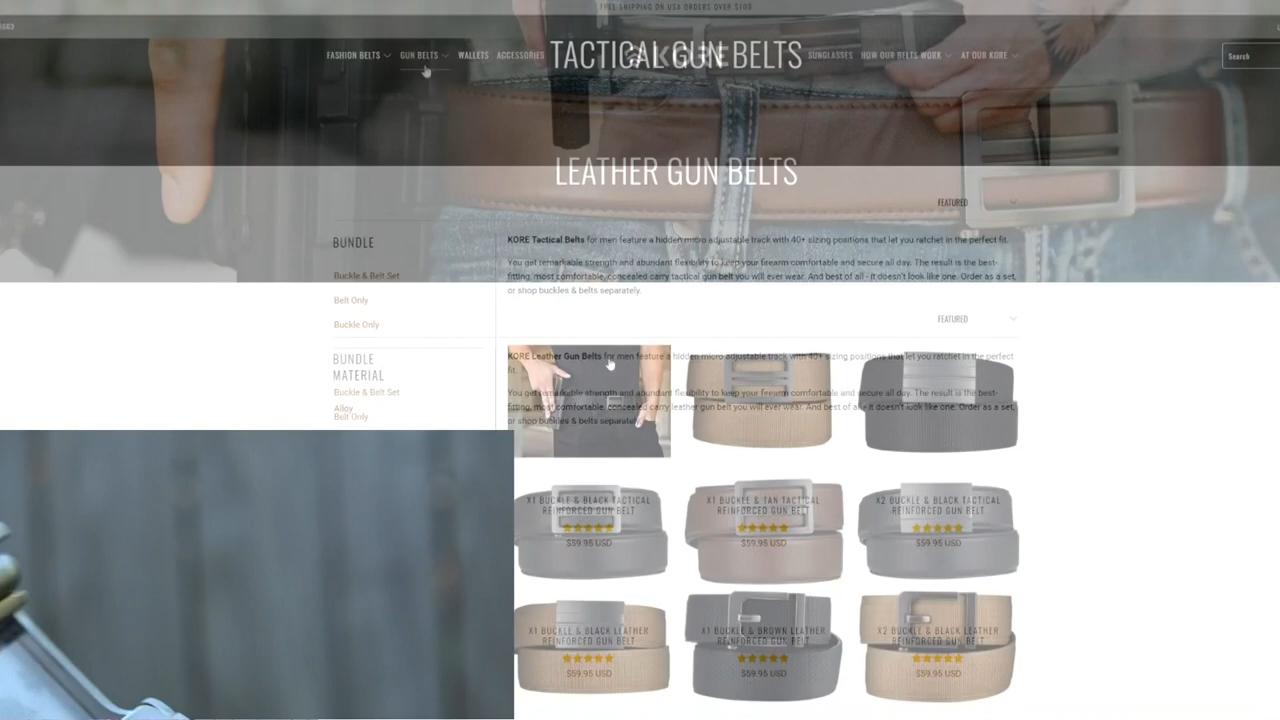 FREE SHIPPING ON USA ORDERS OVER $100
FASHION BELTS GUN BELTS WALLETS ACCESSORIES KORE SUNGLASSES HOW OUR BELTS WORK AT OUR KORE Search
TACTICAL GUN BELTS
LEATHER GUN BELTS
FEATURED
BUNDLE
Buckle & Belt Set
Belt Only
Buckle Only
KORE Tactical Belts for men feature a hidden micro adjustable track with 40+ sizing positions that let you ratchet in the perfect fit.
You get remarkable strength and abundant flexibility to keep your firearm comfortable and secure all day. The result is the best-
fitting, most comfortable, concealed carry tactical gun belt you will ever wear. And best of all - it doesn't look like one. Order as a set,
or shop buckles & belts separately.
FEATURED
BUNDLE
MATERIAL
Buckle & Belt Set
Alloy
Belt Only
KORE Leather Gun Belts for men feature a hidden micro adjustable track with 40+ sizing positions that let you ratchet in the perfect
fit.
You get remarkable strength and abundant flexibility to keep your firearm comfortable and secure all day. The result is the best-
fitting, most comfortable, concealed carry leather gun belt you will ever wear. And best of all - it doesn't look like one. Order as a set,
or shop buckles & belts separately.
X1 BUCKLE & BLACK TACTICAL
REINFORCED GUN BELT
$59.95 USD
X1 BUCKLE & TAN TACTICAL
REINFORCED GUN BELT
$59.95 USD
X2 BUCKLE & BLACK TACTICAL
REINFORCED GUN BELT
$59.95 USD
X1 BUCKLE & BLACK LEATHER
REINFORCED GUN BELT
$59.95 USD
X1 BUCKLE & BROWN LEATHER
REINFORCED GUN BELT
$59.95 USD
X2 BUCKLE & BLACK LEATHER
REINFORCED GUN BELT
$59.95 USD